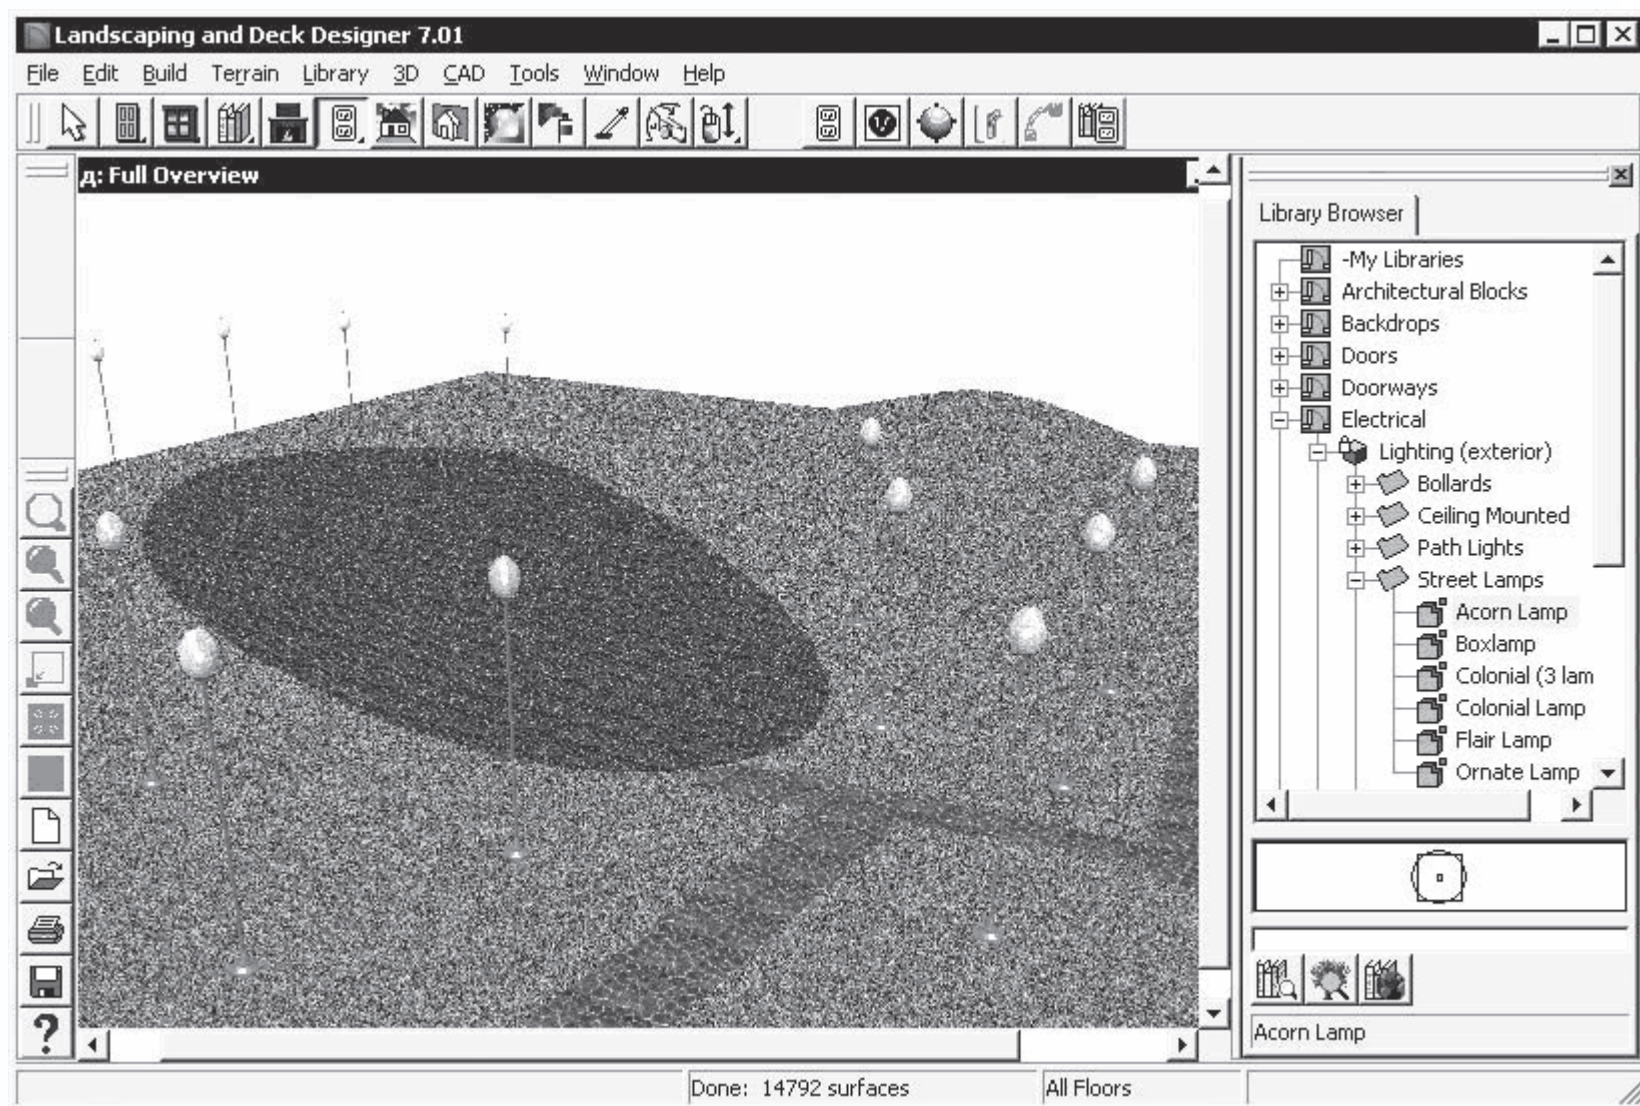 Landscaping and Deck Designer 7.01
File Edit Build Terrain Library 3D CAD Tools Window Help
д: Full Overview
Library Browser
-My Libraries
Architectural Blocks
Backdrops
Doors
Doorways
Electrical
Lighting (exterior)
Bollards
Ceiling Mounted
Path Lights
Street Lamps
Acorn Lamp
Boxlamp
Colonial (3 lam
Colonial Lamp
Flair Lamp
Ornate Lamp
Acorn Lamp
Done: 14792 surfaces
All Floors